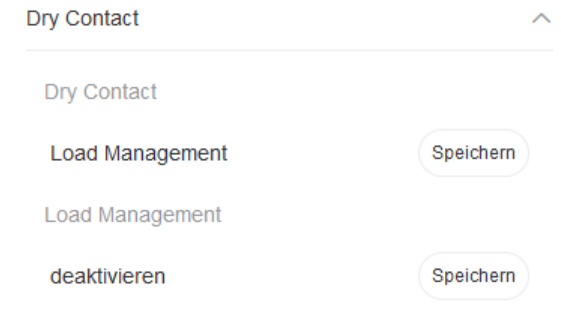 Dry Contact
Dry Contact
Load Management
Speichern
Load Management
deaktivieren
Speichern